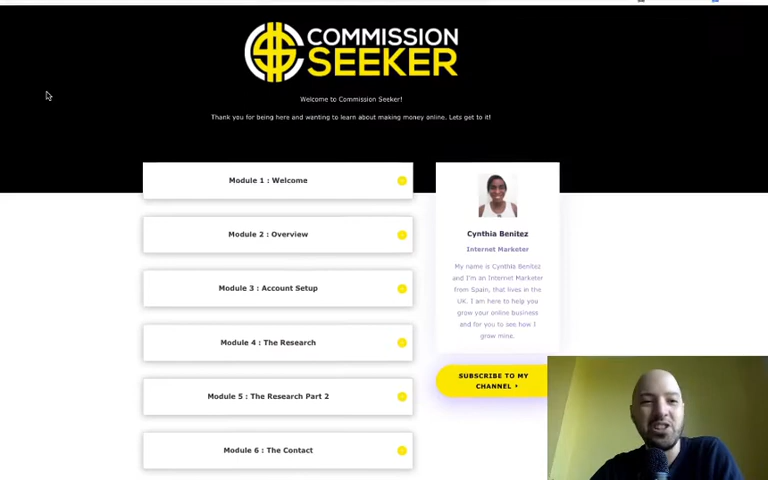 COMMISSION
SEEKER
Welcome to Commission Seeker!
Thank you for being here and wanting to learn about making money online. Lets get to it!
Module 1 : Welcome
Module 2 : Overview
Module 3 : Account Setup
Module 4 : The Research
Module 5 : The Research Part 2
Module 6 : The Contact
Cynthia Benitez
Internet Marketer
My name is Cynthia Benitez
and I'm an Internet Marketer
from Spain, that lives in the
UK. I am here to help you
grow your online business
and for you to see how I
grow mine.
SUBSCRIBE TO MY
CHANNEL